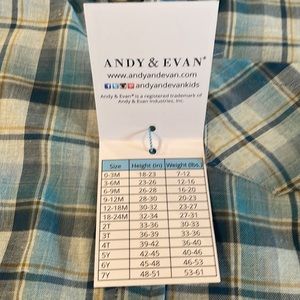 ANDY & EVAN®
www.andyandevan.com
@andyandevankids
Andy & Evan® is a registered trademark of
Andy & Evan Industries, Inc.
Size Height (in) Weight (lbs.)
0-3M 18-23 7-12
3-6M 23-26 12-16
6-9M 26-28 16-20
9-12M 28-30 20-23
12-18M 30-32 23-27
18-24M 32-34 27-31
2T 33-36 30-33
3T 36-39 33-36
4T 39-42 36-40
5Y 42-45 40-46
6Y 45-48 46-53
7Y 48-51 53-61